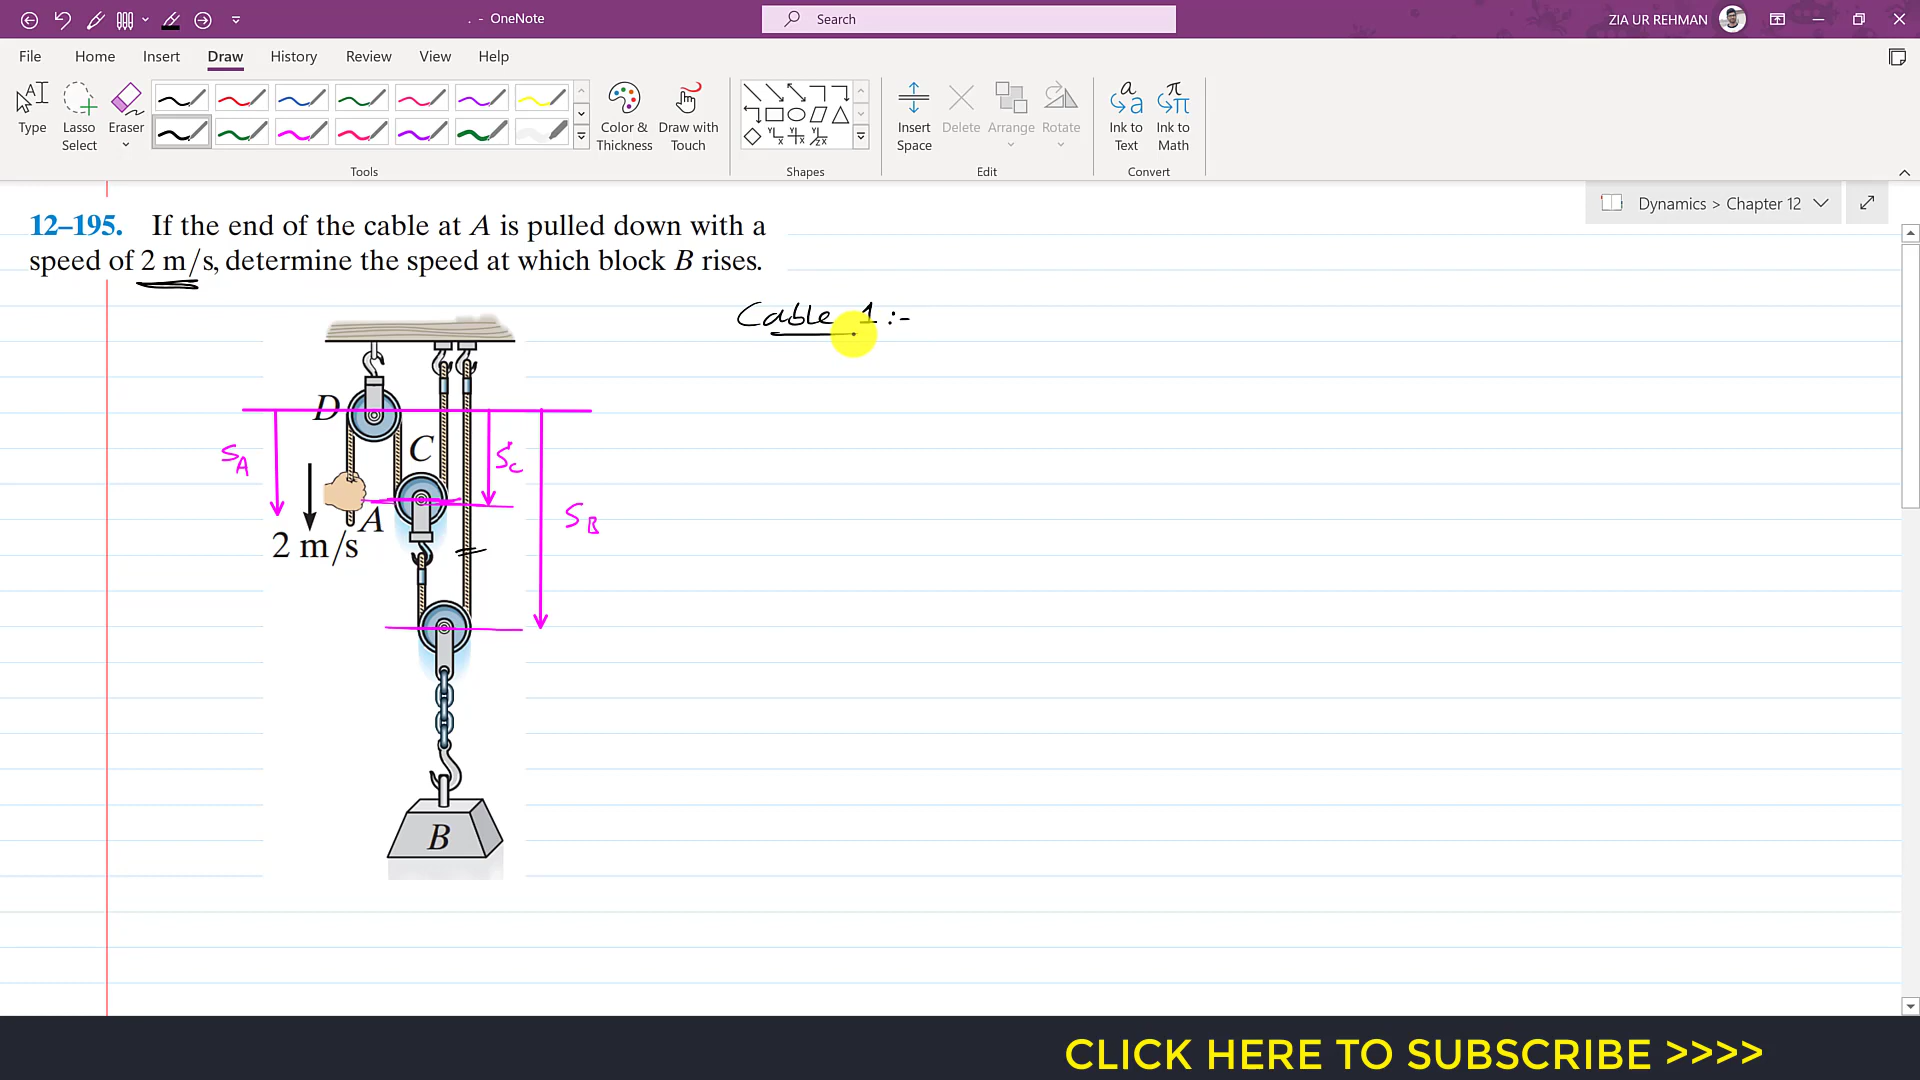 . - OneNote
Search
ZIA UR REHMAN
File Home Insert Draw History Review View Help
Type
Lasso Select
Eraser
Color & Thickness
Draw with Touch
Insert Space
Delete
Arrange
Rotate
Ink to Text
Ink to Math
Tools
Shapes
Edit
Convert
Dynamics > Chapter 12
12–195. If the end of the cable at A is pulled down with a
speed of 2 m/s, determine the speed at which block B rises.
Cable 1 :-
D
C
S_A
S_C
A
2 m/s
S_B
B
CLICK HERE TO SUBSCRIBE >>>>